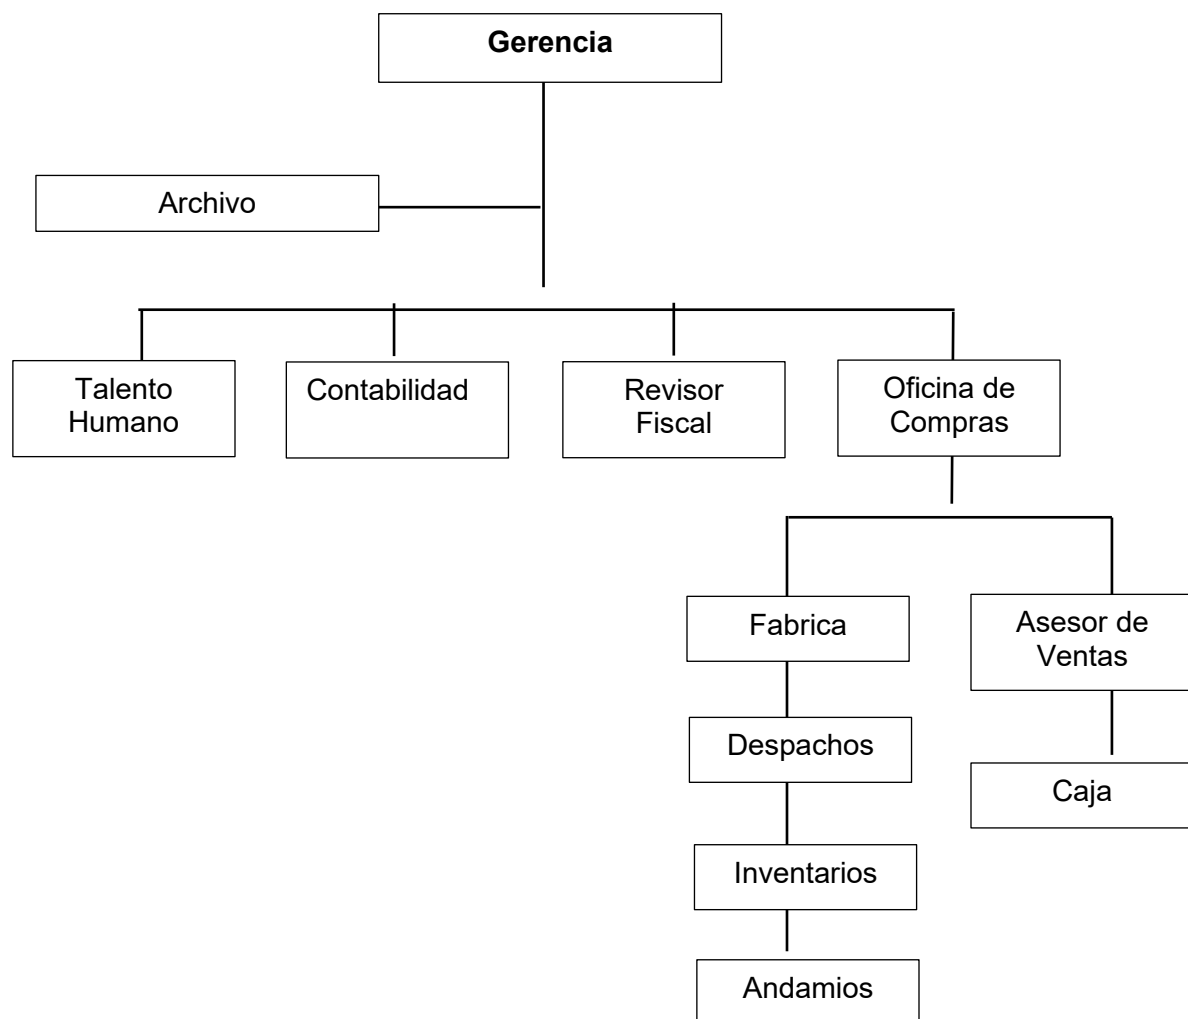 Gerencia
Archivo
Talento
Humano
Contabilidad
Revisor
Fiscal
Oficina de
Compras
Fabrica
Asesor de
Ventas
Despachos
Caja
Inventarios
Andamios